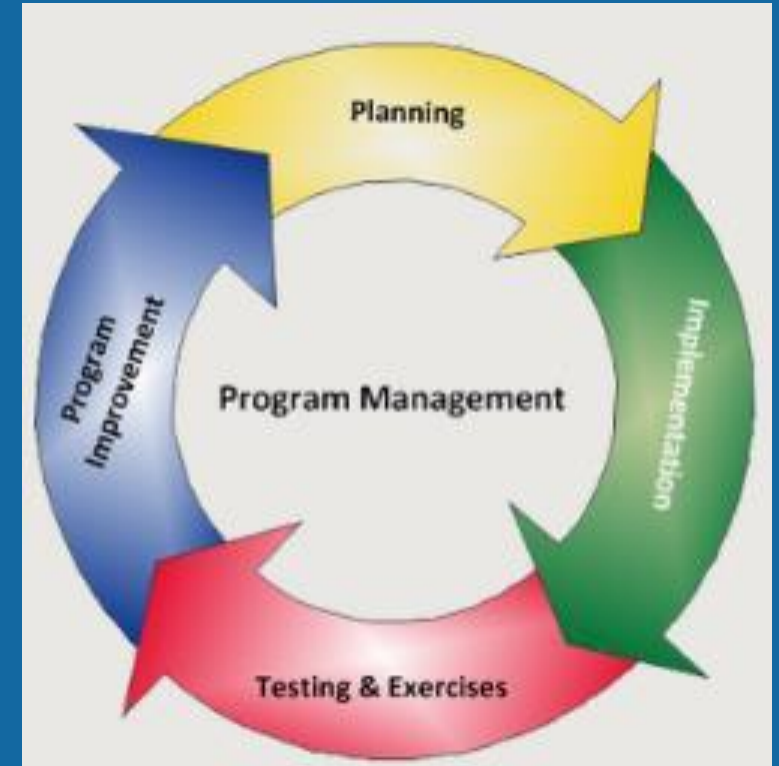 Planning
Implementation
Program Management
Program
Improvement
Testing & Exercises